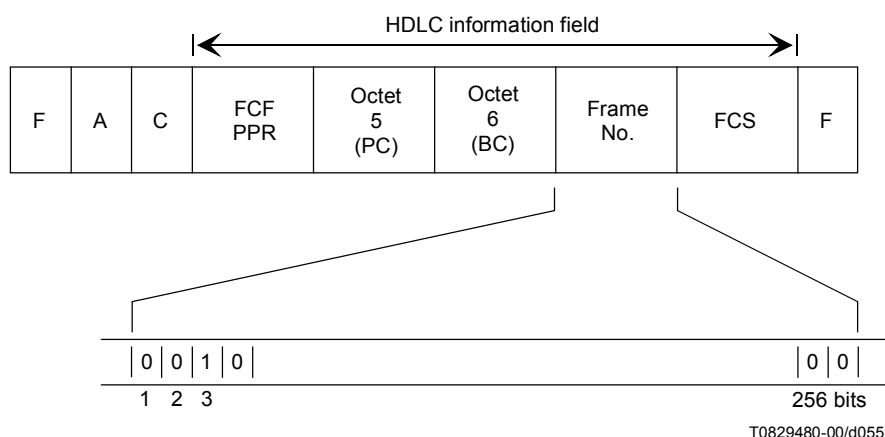 HDLC information field
F A C FCF PPR Octet 5 (PC) Octet 6 (BC) Frame No. FCS F
0 0 1 0 0 0
1 2 3 256 bits
T0829480-00/d055